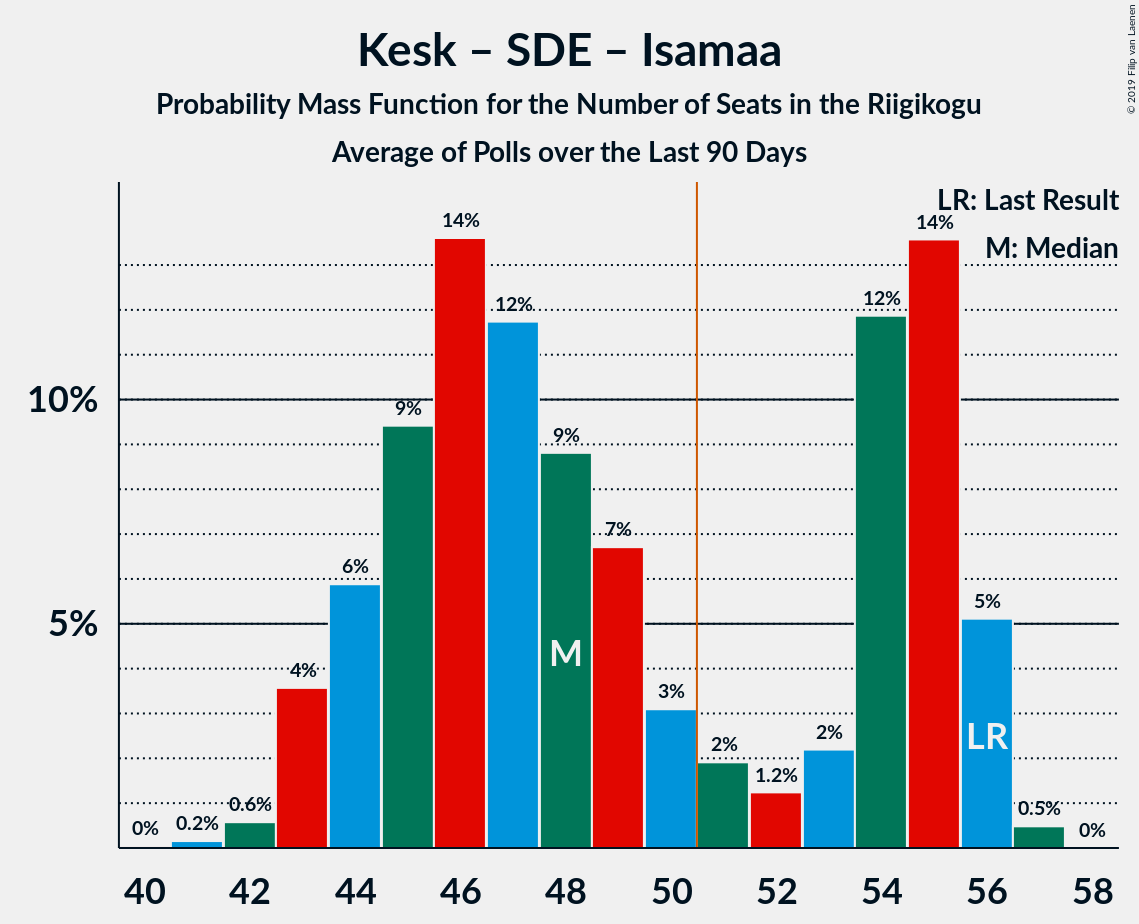 Kesk – SDE – Isamaa
Probability Mass Function for the Number of Seats in the Riigikogu
Average of Polls over the Last 90 Days
© 2019 Filip van Laenen
LR: Last Result
M: Median
10%
5%
0%
0.2%
0.6%
4%
6%
9%
14%
12%
9%
7%
3%
2%
1.2%
2%
12%
14%
5%
0.5%
0%
M
LR
40 42 44 46 48 50 52 54 56 58